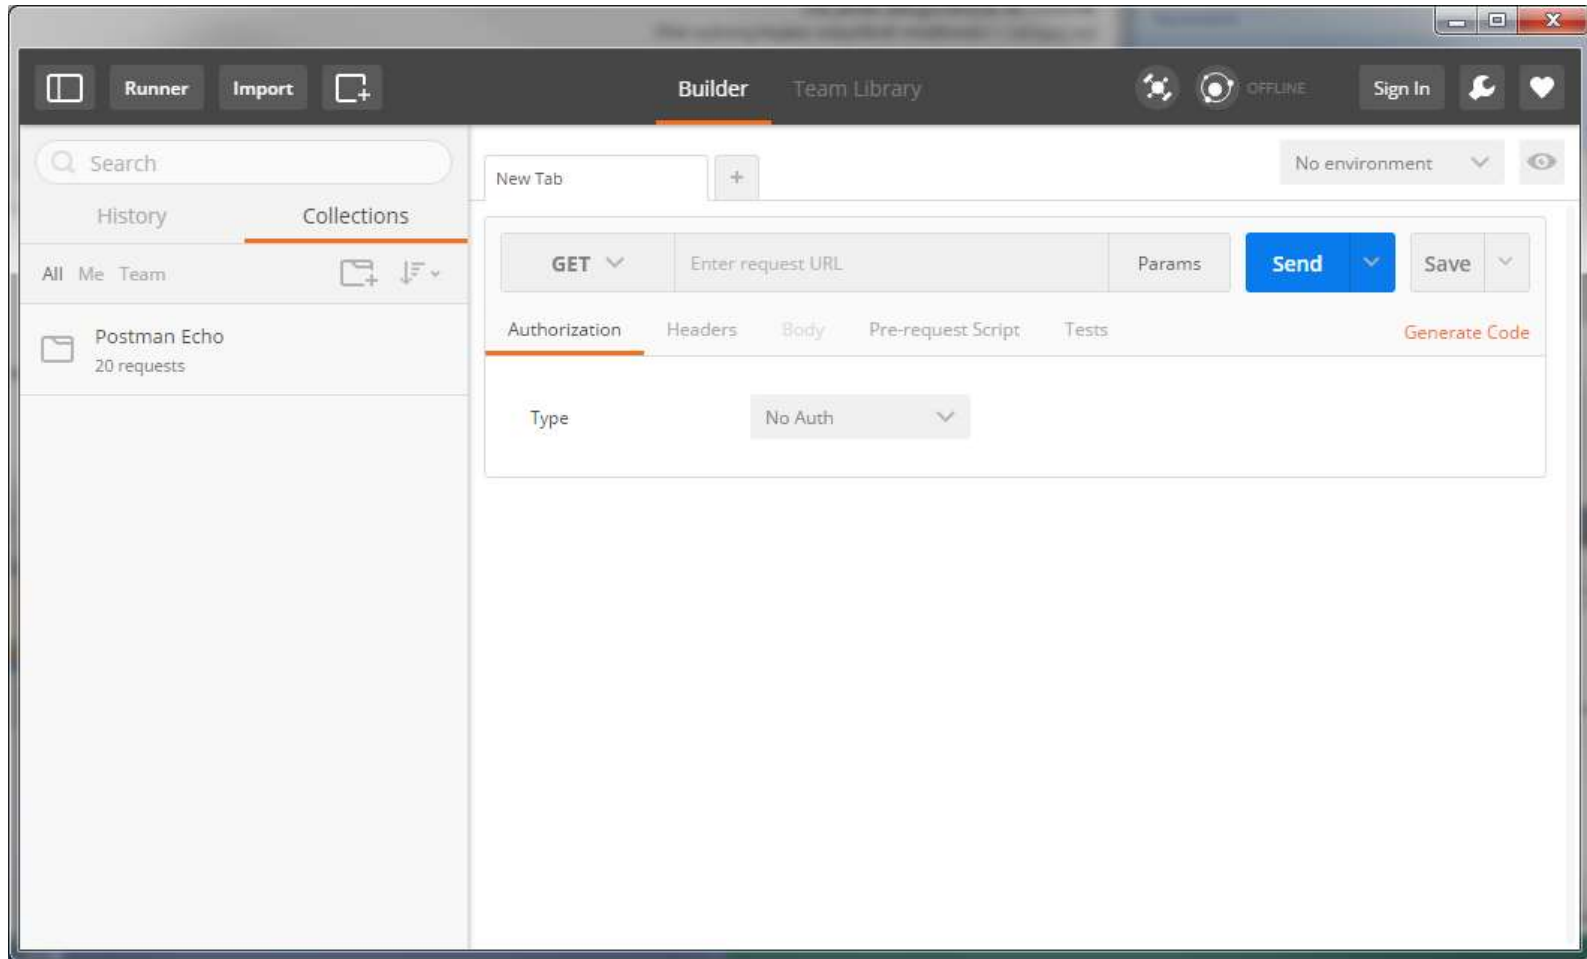 Runner Import Builder Team Library OFFLINE Sign In
Search
History Collections
All Me Team
Postman Echo
20 requests
New Tab + No environment
GET Enter request URL Params Send Save
Authorization Headers Body Pre-request Script Tests Generate Code
Type No Auth